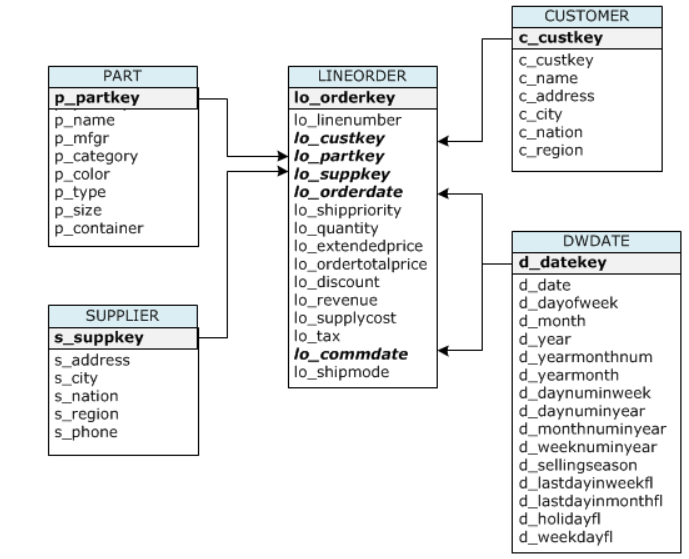 PART
p_partkey
p_name
p_mfgr
p_category
p_color
p_type
p_size
p_container
SUPPLIER
s_suppkey
s_address
s_city
s_nation
s_region
s_phone
LINEORDER
lo_orderkey
lo_linenumber
lo_custkey
lo_partkey
lo_suppkey
lo_orderdate
lo_shippriority
lo_quantity
lo_extendedprice
lo_ordertotalprice
lo_discount
lo_revenue
lo_supplycost
lo_tax
lo_commdate
lo_shipmode
CUSTOMER
c_custkey
c_custkey
c_name
c_address
c_city
c_nation
c_region
DWDATE
d_datekey
d_date
d_dayofweek
d_month
d_year
d_yearmonthnum
d_yearmonth
d_daynuminweek
d_daynuminyear
d_monthnuminyear
d_weeknuminyear
d_sellingseason
d_lastdayinweekfl
d_lastdayinmonthfl
d_holidayfl
d_weekdayfl